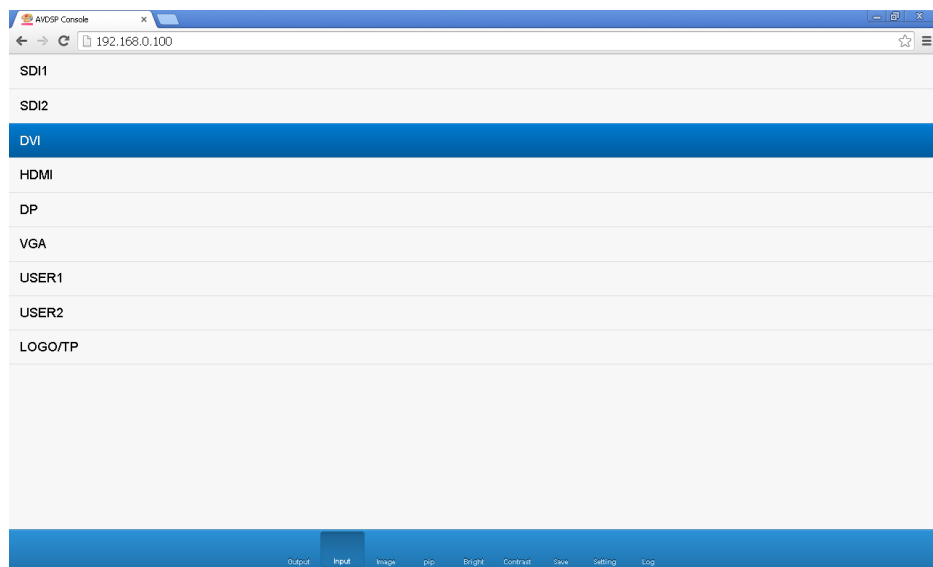 AVDSP Console
192.168.0.100
SDI1
SDI2
DVI
HDMI
DP
VGA
USER1
USER2
LOGO/TP
Output Input Image pip Bright Contrast Save Setting Log